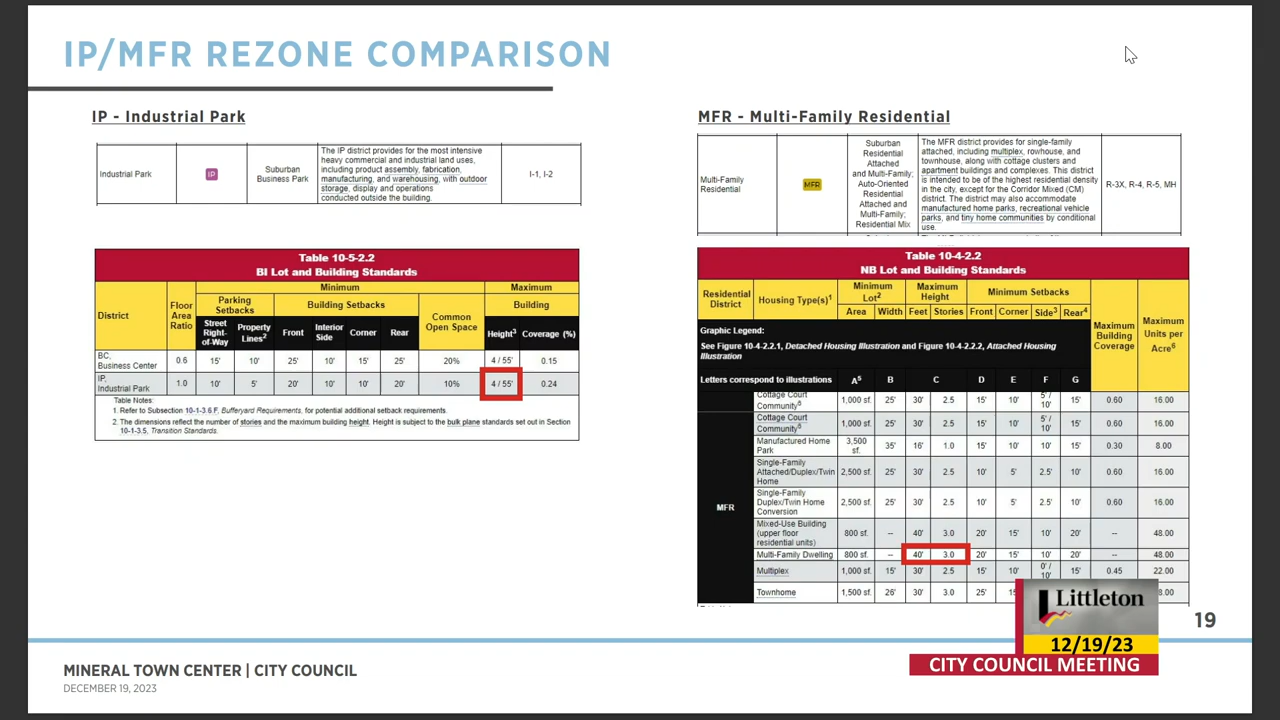 IP/MFR REZONE COMPARISON
IP - Industrial Park
Industrial Park
IP
Suburban
Business Park
The IP district provides for the most intensive
heavy commercial and industrial land uses,
including product assembly, fabrication,
manufacturing, and warehousing, with outdoor
storage, display and operations
conducted outside the building.
I-1, I-2
Table 10-5-2.2
BI Lot and Building Standards
District
Floor
Area
Ratio
Minimum
Maximum
Parking
Setbacks
Building Setbacks
Common
Open Space
Building
Street
Right-
of-Way
Property
Lines²
Front
Interior
Side
Corner
Rear
Height³
Coverage (%)
BC,
Business Center
0.6 15' 10' 25' 10' 15' 25' 20% 4 / 55' 0.15
IP,
Industrial Park
1.0 10' 5' 20' 10' 10' 20' 10% 4 / 55' 0.24
Table Notes:
1. Refer to Subsection 10-1-3.6 F, Bufferyard Requirements, for potential additional setback requirements.
2. The dimensions reflect the number of stories and the maximum building height. Height is subject to the bulk plane standards set out in Section
10-1-3.5, Transition Standards.
MFR - Multi-Family Residential
Multi-Family
Residential
MFR
Suburban
Residential
Attached
and Multi-Family;
Auto-Oriented
Residential
Attached and
Multi-Family;
Residential Mix
The MFR district provides for single-family
attached, including multiplex, rowhouse, and
townhouse, along with cottage clusters and
apartment buildings and complexes. This district
is intended to be of the highest residential density
in the city, except for the Corridor Mixed (CM)
district. The district may also accommodate
manufactured home parks, recreational vehicle
parks, and tiny home communities by conditional
use.
R-3X, R-4, R-5, MH
Table 10-4-2.2
NB Lot and Building Standards
Residential
District
Housing Type(s)¹
Minimum
Lot²
Maximum
Height
Minimum Setbacks
Maximum
Building
Coverage
Maximum
Units per
Acre⁶
Area Width Feet Stories Front Corner Side³ Rear⁴
Graphic Legend:
See Figure 10-4-2.2.1, Detached Housing Illustration and Figure 10-4-2.2.2, Attached Housing
Illustration
Letters correspond to illustrations A⁵ B C D E F G
MFR
Cottage Court
Community⁶
1,000 sf. 25' 30' 2.5 15' 10' 5' / 10' 15' 0.60 16.00
Cottage Court
Community⁶
1,000 sf. 25' 30' 2.5 15' 10' 5' / 10' 15' 0.60 16.00
Manufactured Home
Park
3,500 sf. 35' 16' 1.0 15' 10' 10' 15' 0.30 8.00
Single-Family
Attached/Duplex/Twin
Home
2,500 sf. 25' 30' 2.5 10' 5' 2.5' 10' 0.60 16.00
Single-Family
Duplex/Twin Home
Conversion
2,500 sf. 25' 30' 2.5 10' 5' 2.5' 10' 0.60 16.00
Mixed-Use Building
(upper floor
residential units)
800 sf. -- 40' 3.0 20' 15' 10' 20' -- 48.00
Multi-Family Dwelling 800 sf. -- 40' 3.0 20' 15' 10' 20' -- 48.00
Multiplex 1,000 sf. 15' 30' 2.5 15' 10' 0' / 10' 15' 0.45 22.00
Townhome 1,500 sf. 26' 30' 3.0 25'
Littleton
12/19/23
CITY COUNCIL MEETING
19
MINERAL TOWN CENTER | CITY COUNCIL
DECEMBER 19, 2023